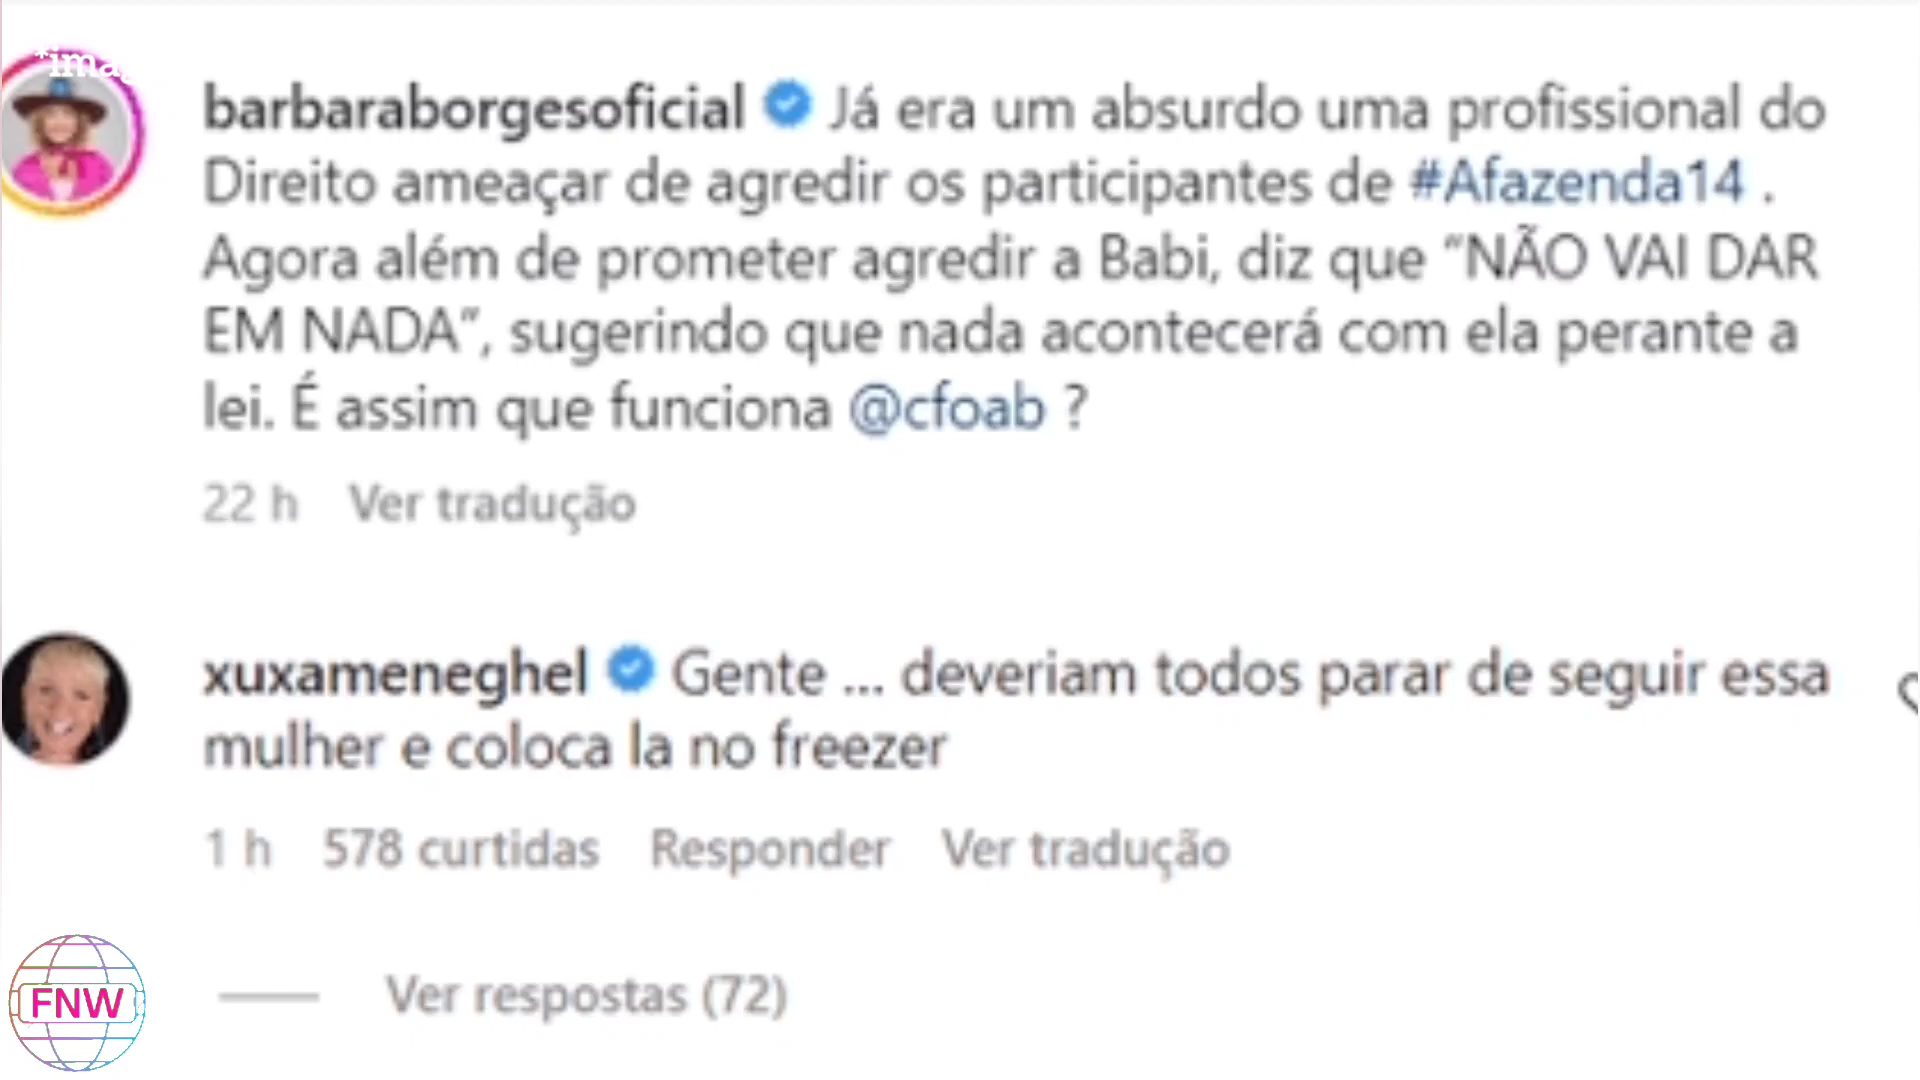 *imag
barbaraborgesoficial Já era um absurdo uma profissional do
Direito ameaçar de agredir os participantes de #Afazenda14 .
Agora além de prometer agredir a Babi, diz que “NÃO VAI DAR
EM NADA”, sugerindo que nada acontecerá com ela perante a
lei. É assim que funciona @cfoab ?
22 h Ver tradução
xuxameneghel Gente ... deveriam todos parar de seguir essa
mulher e coloca la no freezer
1 h 578 curtidas Responder Ver tradução
Ver respostas (72)
FNW